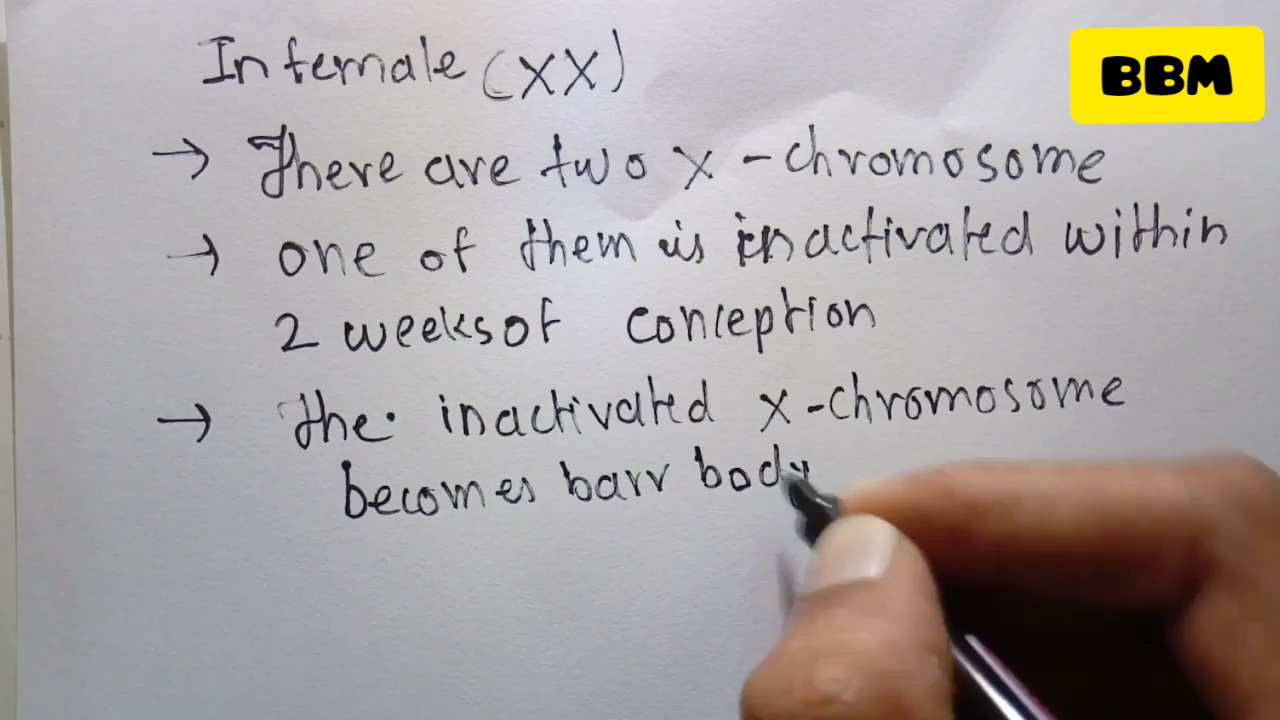 In female (XX)
BBM
→ There are two X - chromosome
→ one of them is inactivated within
2 weeks of conception
→ The inactivated X - chromosome
becomes barr body